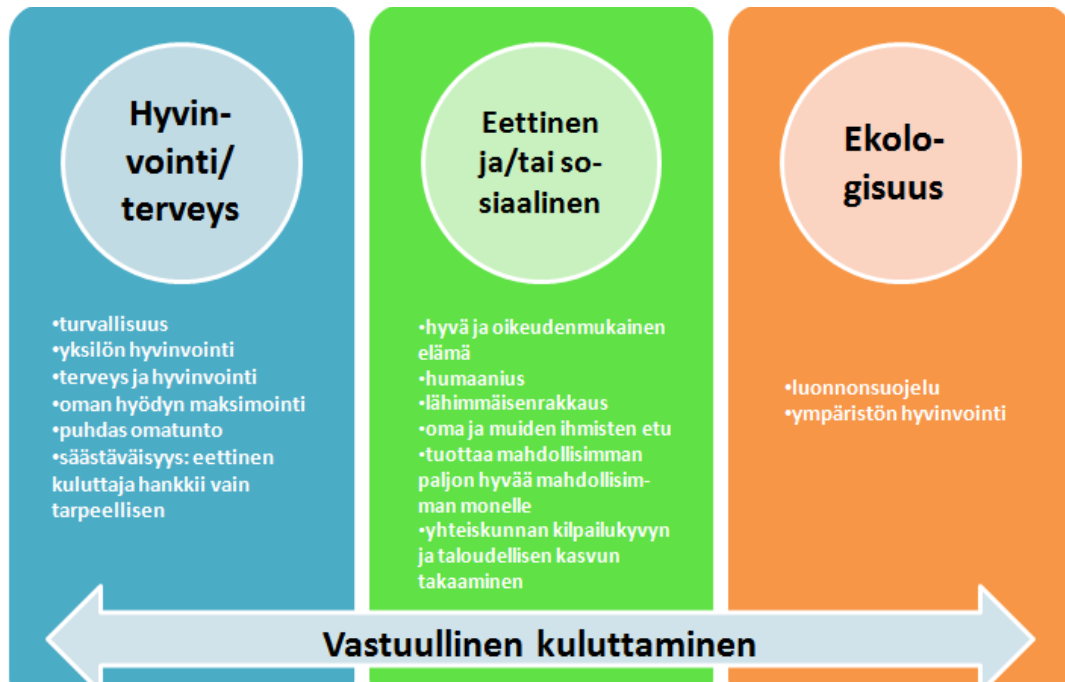 Hyvin-
vointi/
terveys
•turvallisuus
•yksilön hyvinvointi
•terveys ja hyvinvointi
•oman hyödyn maksimointi
•puhdas omatunto
•säästäväisyys: eettinen
kuluttaja hankkii vain
tarpeellisen
Eettinen
ja/tai so-
siaalinen
•hyvä ja oikeudenmukainen
elämä
•humaanius
•lähimmäisenrakkaus
•oma ja muiden ihmisten etu
•tuottaa mahdollisimman
paljon hyvää mahdollisim-
man monelle
•yhteiskunnan kilpailukyvyn
ja taloudellisen kasvun
takaaminen
Ekolo-
gisuus
•luonnonsuojelu
•ympäristön hyvinvointi
Vastuullinen kuluttaminen